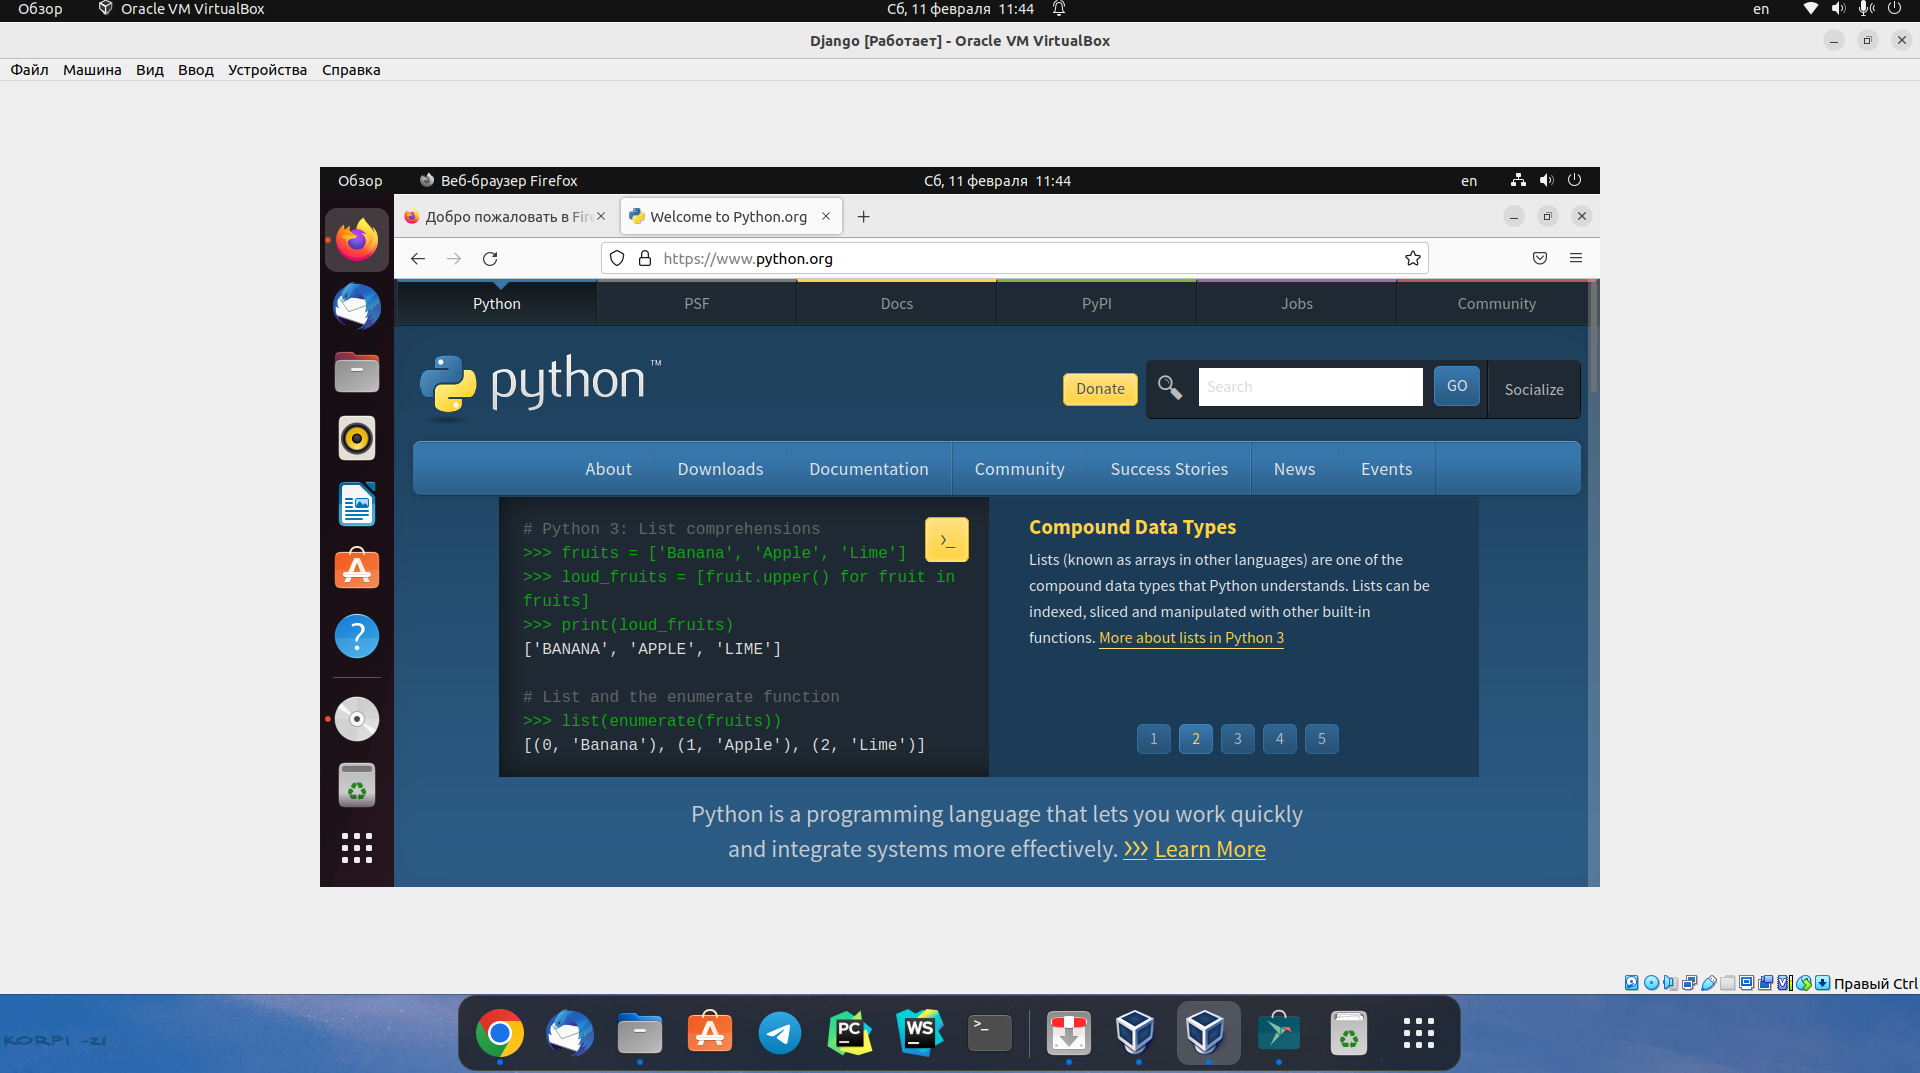 Обзор
Oracle VM VirtualBox
Сб, 11 февраля 11:44
en
Django [Работает] - Oracle VM VirtualBox
Файл Машина Вид Ввод Устройства Справка
Обзор
Веб-браузер Firefox
Сб, 11 февраля 11:44
en
Добро пожаловать в Fire
Welcome to Python.org
https://www.python.org
Python PSF Docs PyPI Jobs Community
python™
Donate
Search
GO
Socialize
About Downloads Documentation Community Success Stories News Events
# Python 3: List comprehensions
>>> fruits = ['Banana', 'Apple', 'Lime']
>>> loud_fruits = [fruit.upper() for fruit in
fruits]
>>> print(loud_fruits)
['BANANA', 'APPLE', 'LIME']
# List and the enumerate function
>>> list(enumerate(fruits))
[(0, 'Banana'), (1, 'Apple'), (2, 'Lime')]
>_
Compound Data Types
Lists (known as arrays in other languages) are one of the
compound data types that Python understands. Lists can be
indexed, sliced and manipulated with other built-in
functions. More about lists in Python 3
1 2 3 4 5
Python is a programming language that lets you work quickly
and integrate systems more effectively. >>> Learn More
Правый Ctrl
KORPI -21
PC
WS
>_